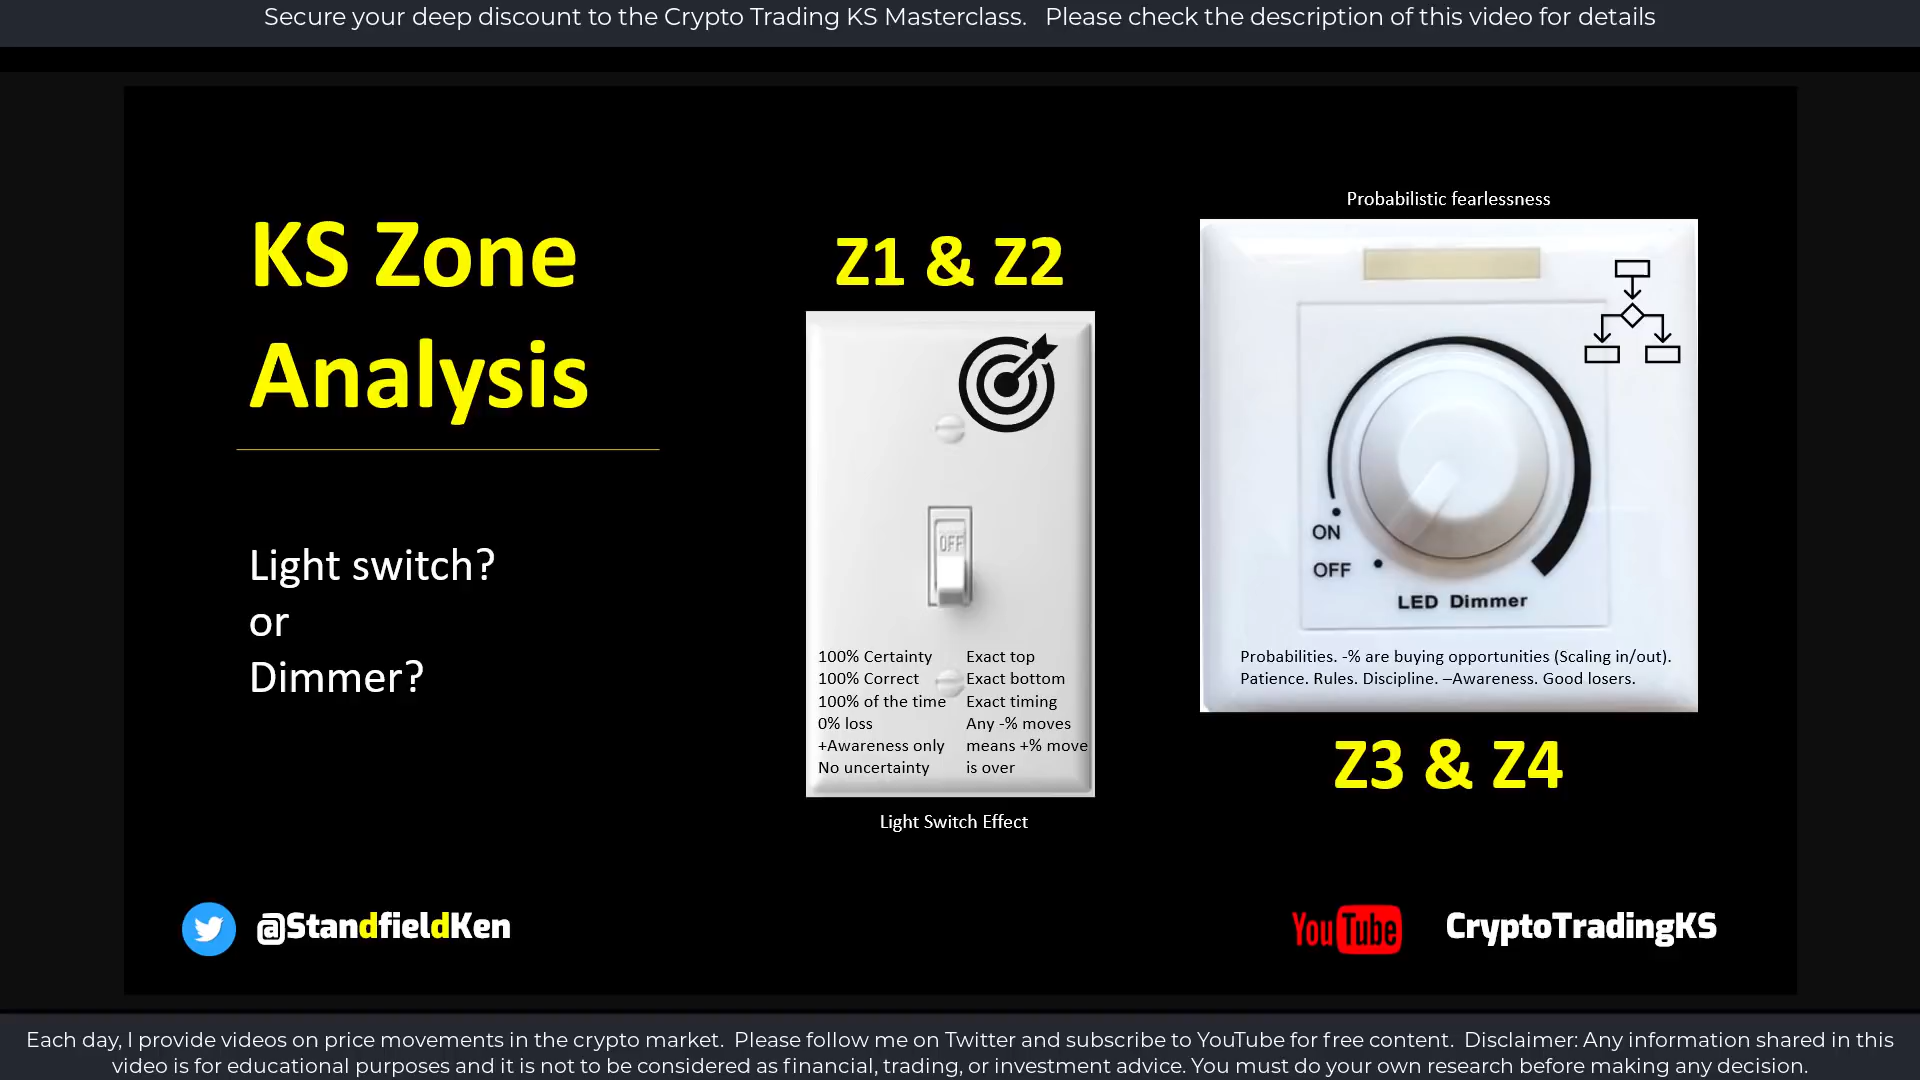 Secure your deep discount to the Crypto Trading KS Masterclass.   Please check the description of this video for details
KS Zone
Analysis
Light switch?
or
Dimmer?
Z1 & Z2
OFF
100% Certainty
100% Correct
100% of the time
0% loss
+Awareness only
No uncertainty
Exact top
Exact bottom
Exact timing
Any -% moves
means +% move
is over
Light Switch Effect
Probabilistic fearlessness
ON
OFF
LED Dimmer
Probabilities. -% are buying opportunities (Scaling in/out).
Patience. Rules. Discipline. –Awareness. Good losers.
Z3 & Z4
@StandfieldKen
YouTube
CryptoTradingKS
Each day, I provide videos on price movements in the crypto market.  Please follow me on Twitter and subscribe to YouTube for free content.  Disclaimer: Any information shared in this
video is for educational purposes and it is not to be considered as financial, trading, or investment advice. You must do your own research before making any decision.